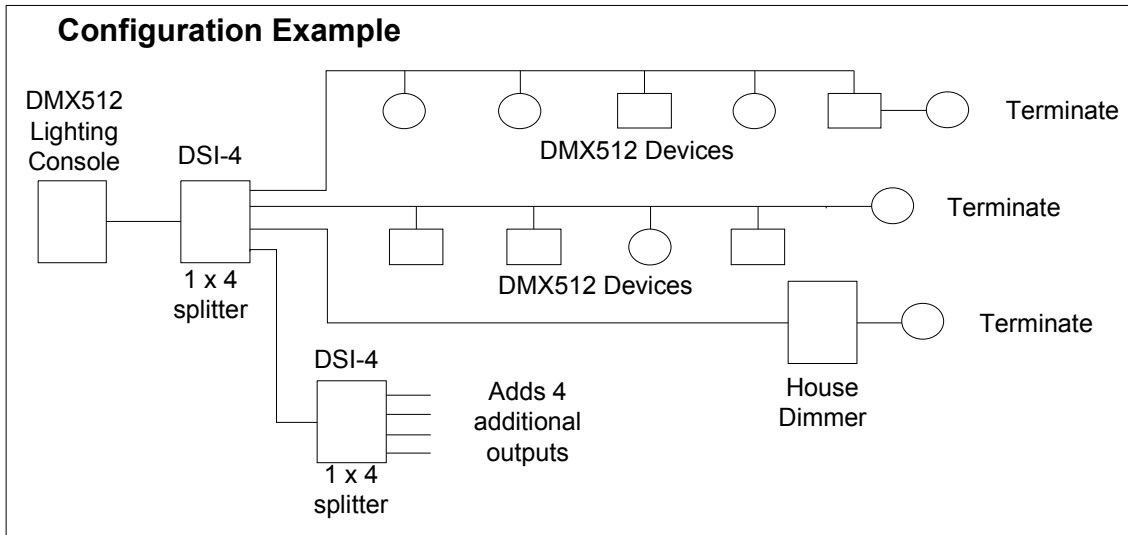 Configuration Example
DMX512
Lighting
Console
DSI-4
1 x 4
splitter
DMX512 Devices
Terminate
DMX512 Devices
Terminate
House
Dimmer
Terminate
DSI-4
1 x 4
splitter
Adds 4
additional
outputs